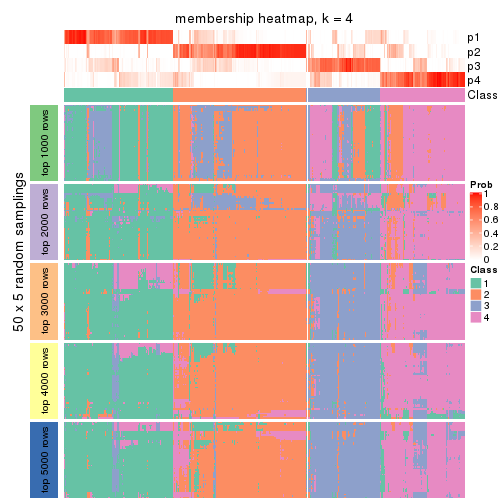 membership heatmap, k = 4
p1
p2
p3
p4
Class
50 x 5 random samplings
top 1000 rows
top 2000 rows
top 3000 rows
top 4000 rows
top 5000 rows
Prob
1
0.8
0.6
0.4
0.2
0
Class
1
2
3
4